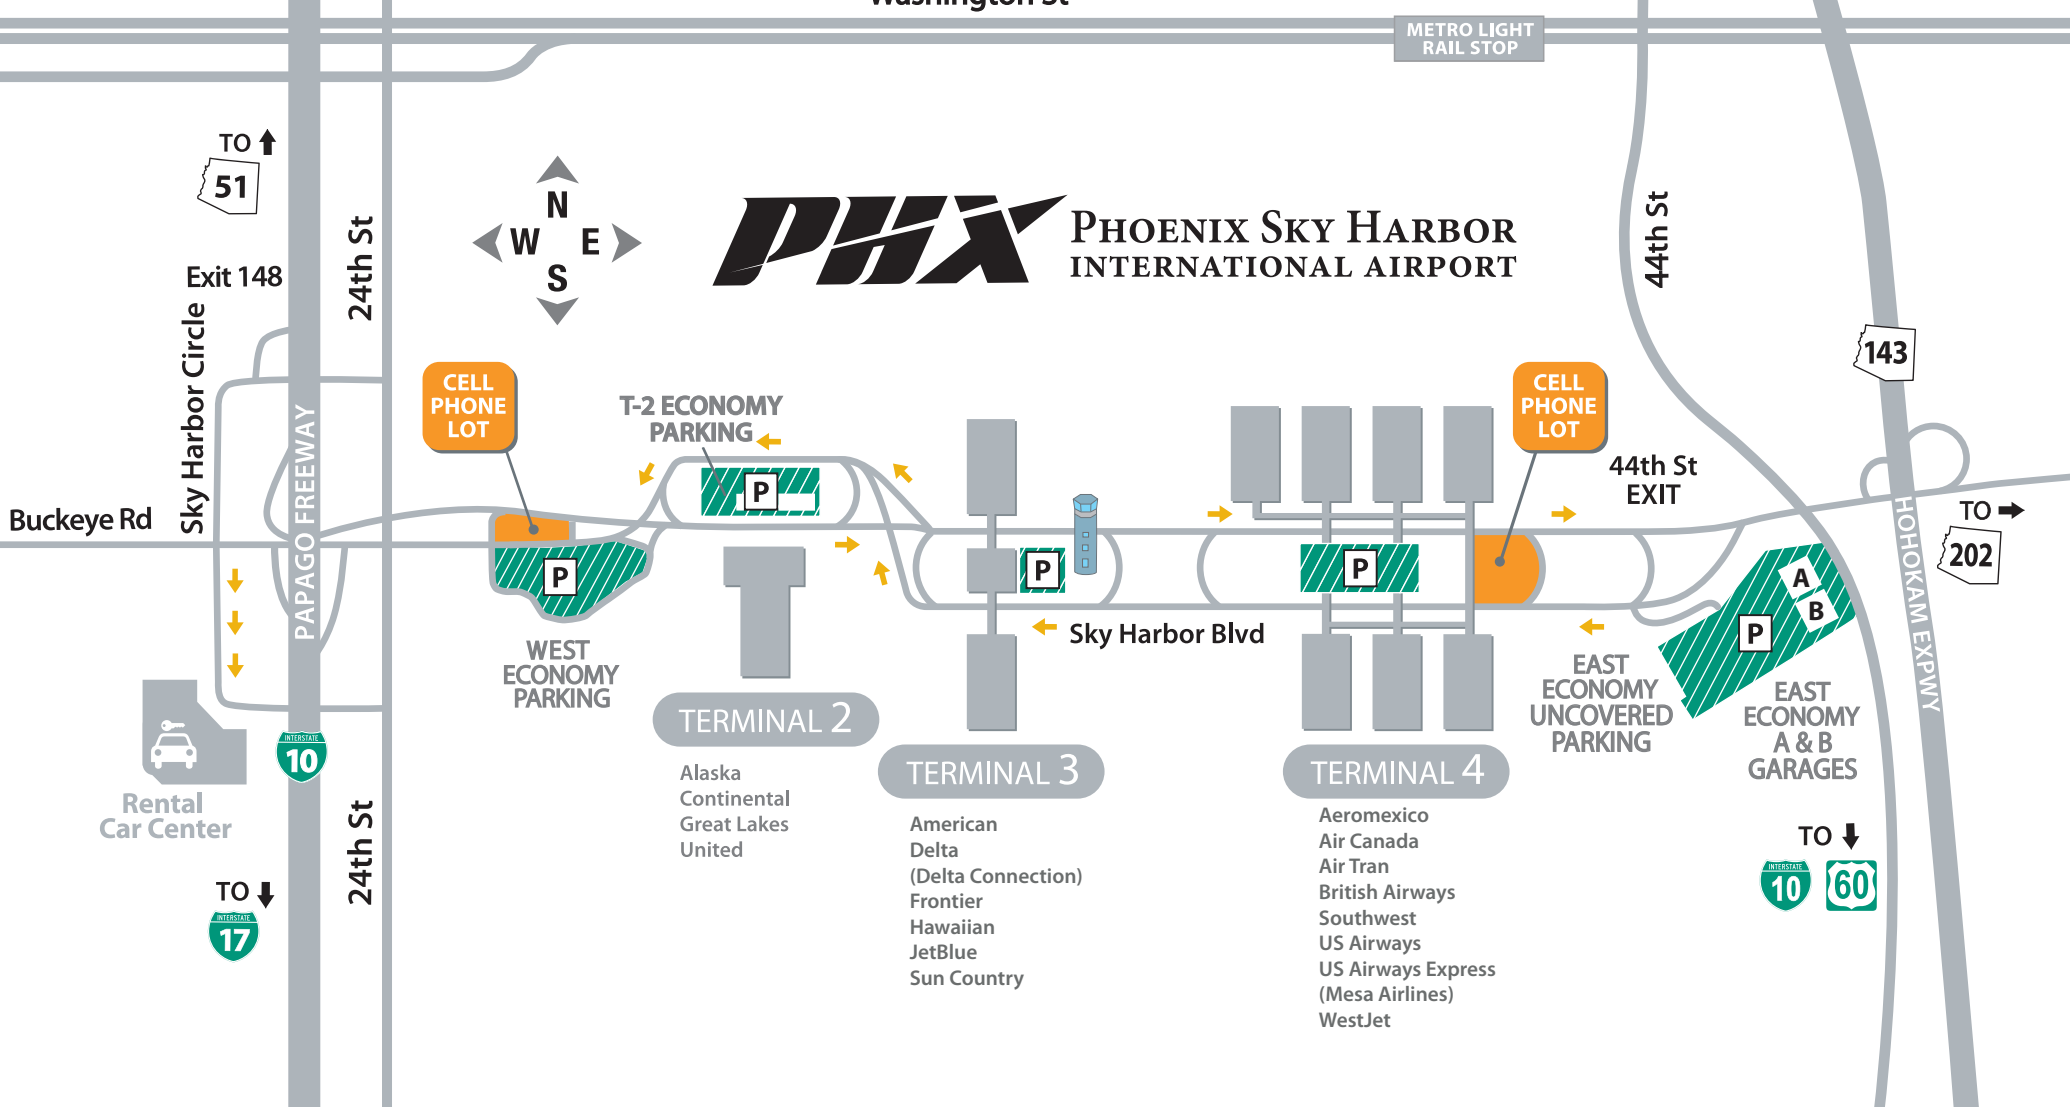 Washington St
METRO LIGHT
RAIL STOP
TO
51
N
W E
S
PHX
PHOENIX SKY HARBOR
INTERNATIONAL AIRPORT
24th St
44th St
Exit 148
Sky Harbor Circle
143
CELL
PHONE
LOT
T-2 ECONOMY
PARKING
CELL
PHONE
LOT
44th St
EXIT
PAPAGO FREEWAY
Buckeye Rd
P
P
P
P
P
A
B
HOHOKAM EXPWY
TO
202
Sky Harbor Blvd
WEST
ECONOMY
PARKING
EAST
ECONOMY
UNCOVERED
PARKING
EAST
ECONOMY
A & B
GARAGES
INTERSTATE
10
Rental
Car Center
24th St
TO
INTERSTATE
17
TERMINAL 2
Alaska
Continental
Great Lakes
United
TERMINAL 3
American
Delta
(Delta Connection)
Frontier
Hawaiian
JetBlue
Sun Country
TERMINAL 4
Aeromexico
Air Canada
Air Tran
British Airways
Southwest
US Airways
US Airways Express
(Mesa Airlines)
WestJet
TO
INTERSTATE
10
60